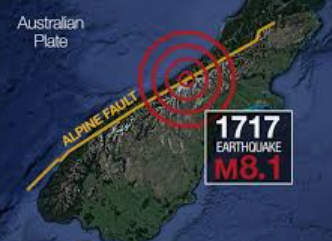 Australian
Plate
ALPINE FAULT
1717
EARTHQUAKE
M8.1